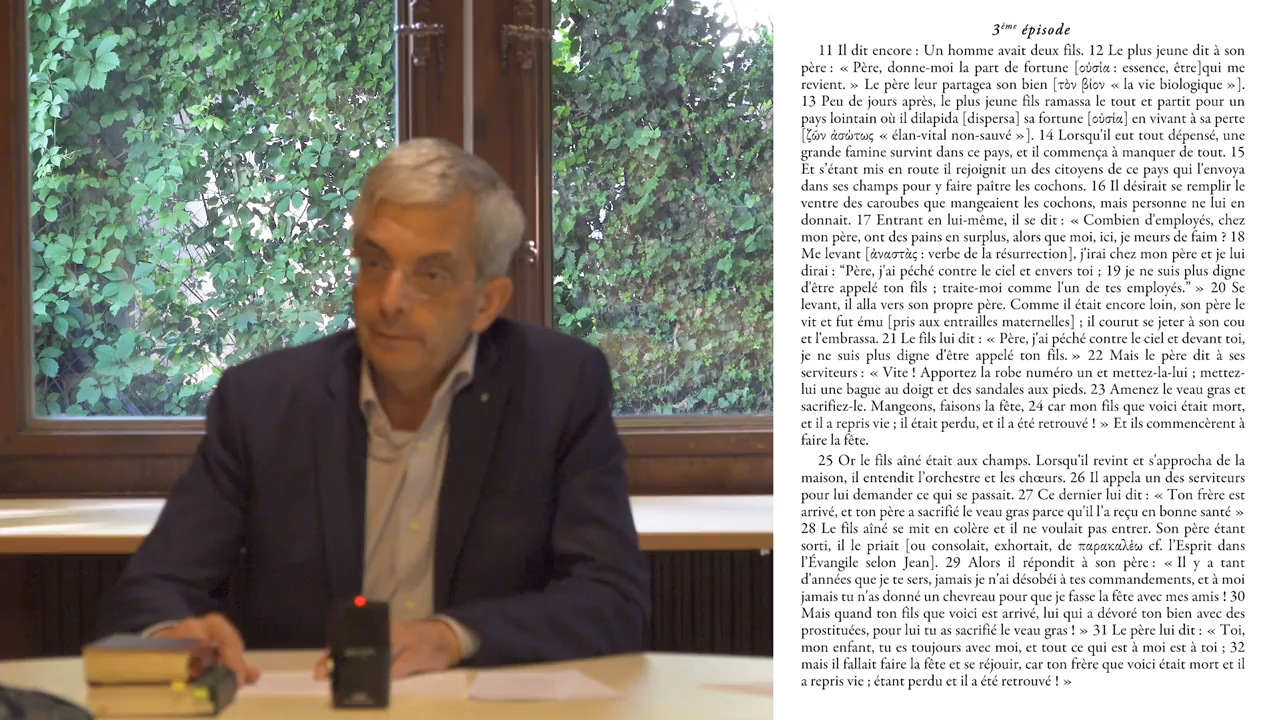 3ème épisode
11 Il dit encore : Un homme avait deux fils. 12 Le plus jeune dit à son
père : « Père, donne-moi la part de fortune [οὐσία : essence, être]qui me
revient. » Le père leur partagea son bien [τὸν βίον « la vie biologique »].
13 Peu de jours après, le plus jeune fils ramassa le tout et partit pour un
pays lointain où il dilapida [dispersa] sa fortune [οὐσία] en vivant à sa perte
[ζῶν ἀσώτως « élan-vital non-sauvé »]. 14 Lorsqu'il eut tout dépensé, une
grande famine survint dans ce pays, et il commença à manquer de tout. 15
Et s'étant mis en route il rejoignit un des citoyens de ce pays qui l'envoya
dans ses champs pour y faire paître les cochons. 16 Il désirait se remplir le
ventre des caroubes que mangeaient les cochons, mais personne ne lui en
donnait. 17 Entrant en lui-même, il se dit : « Combien d'employés, chez
mon père, ont des pains en surplus, alors que moi, ici, je meurs de faim ? 18
Me levant [ἀναστὰς : verbe de la résurrection], j'irai chez mon père et je lui
dirai : “Père, j'ai péché contre le ciel et envers toi ; 19 je ne suis plus digne
d'être appelé ton fils ; traite-moi comme l'un de tes employés.” » 20 Se
levant, il alla vers son propre père. Comme il était encore loin, son père le
vit et fut ému [pris aux entrailles maternelles] ; il courut se jeter à son cou
et l'embrassa. 21 Le fils lui dit : « Père, j'ai péché contre le ciel et devant toi,
je ne suis plus digne d'être appelé ton fils. » 22 Mais le père dit à ses
serviteurs : « Vite ! Apportez la robe numéro un et mettez-la-lui ; mettez-
lui une bague au doigt et des sandales aux pieds. 23 Amenez le veau gras et
sacrifiez-le. Mangeons, faisons la fête, 24 car mon fils que voici était mort,
et il a repris vie ; il était perdu, et il a été retrouvé ! » Et ils commencèrent à
faire la fête.
25 Or le fils aîné était aux champs. Lorsqu'il revint et s'approcha de la
maison, il entendit l'orchestre et les chœurs. 26 Il appela un des serviteurs
pour lui demander ce qui se passait. 27 Ce dernier lui dit : « Ton frère est
arrivé, et ton père a sacrifié le veau gras parce qu'il l'a reçu en bonne santé »
28 Le fils aîné se mit en colère et il ne voulait pas entrer. Son père étant
sorti, il le priait [ou consolait, exhortait, de παρακαλέω cf. l'Esprit dans
l'Évangile selon Jean]. 29 Alors il répondit à son père : « Il y a tant
d'années que je te sers, jamais je n'ai désobéi à tes commandements, et à moi
jamais tu n'as donné un chevreau pour que je fasse la fête avec mes amis ! 30
Mais quand ton fils que voici est arrivé, lui qui a dévoré ton bien avec des
prostituées, pour lui tu as sacrifié le veau gras ! » 31 Le père lui dit : « Toi,
mon enfant, tu es toujours avec moi, et tout ce qui est à moi est à toi ; 32
mais il fallait faire la fête et se réjouir, car ton frère que voici était mort et il
a repris vie ; étant perdu et il a été retrouvé ! »